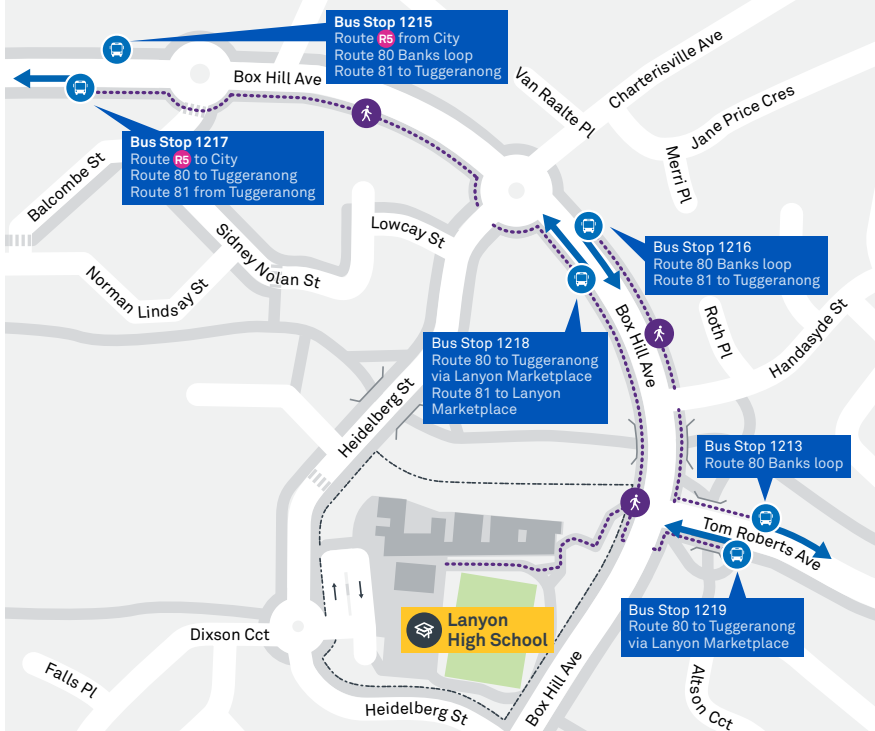 Bus Stop 1215
Route R5 from City
Route 80 Banks loop
Route 81 to Tuggeranong
Box Hill Ave
Van Raalte Pl
Charterisville Ave
Jane Price Cres
Merri Pl
Bus Stop 1217
Route R5 to City
Route 80 to Tuggeranong
Route 81 from Tuggeranong
Balcombe St
Sidney Nolan St
Norman Lindsay St
Lowcay St
Bus Stop 1216
Route 80 Banks loop
Route 81 to Tuggeranong
Box Hill Ave
Roth Pl
Handasyde St
Bus Stop 1218
Route 80 to Tuggeranong
via Lanyon Marketplace
Route 81 to Lanyon
Marketplace
Heidelberg St
Bus Stop 1213
Route 80 Banks loop
Tom Roberts Ave
Bus Stop 1219
Route 80 to Tuggeranong
via Lanyon Marketplace
Lanyon
High School
Dixson Cct
Falls Pl
Heidelberg St
Box Hill Ave
Altson Cct